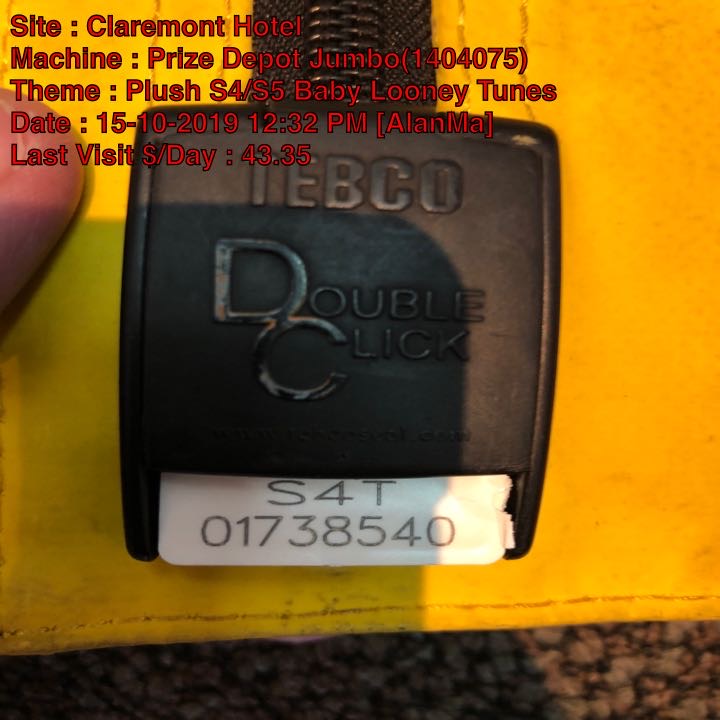 Site : Claremont Hotel
Machine : Prize Depot Jumbo(1404075)
Theme : Plush S4/S5 Baby Looney Tunes
Date : 15-10-2019 12:32 PM [AlanMa]
Last Visit $/Day : 43.35
TEBCO
DOUBLE
CLICK
S4T
01738540